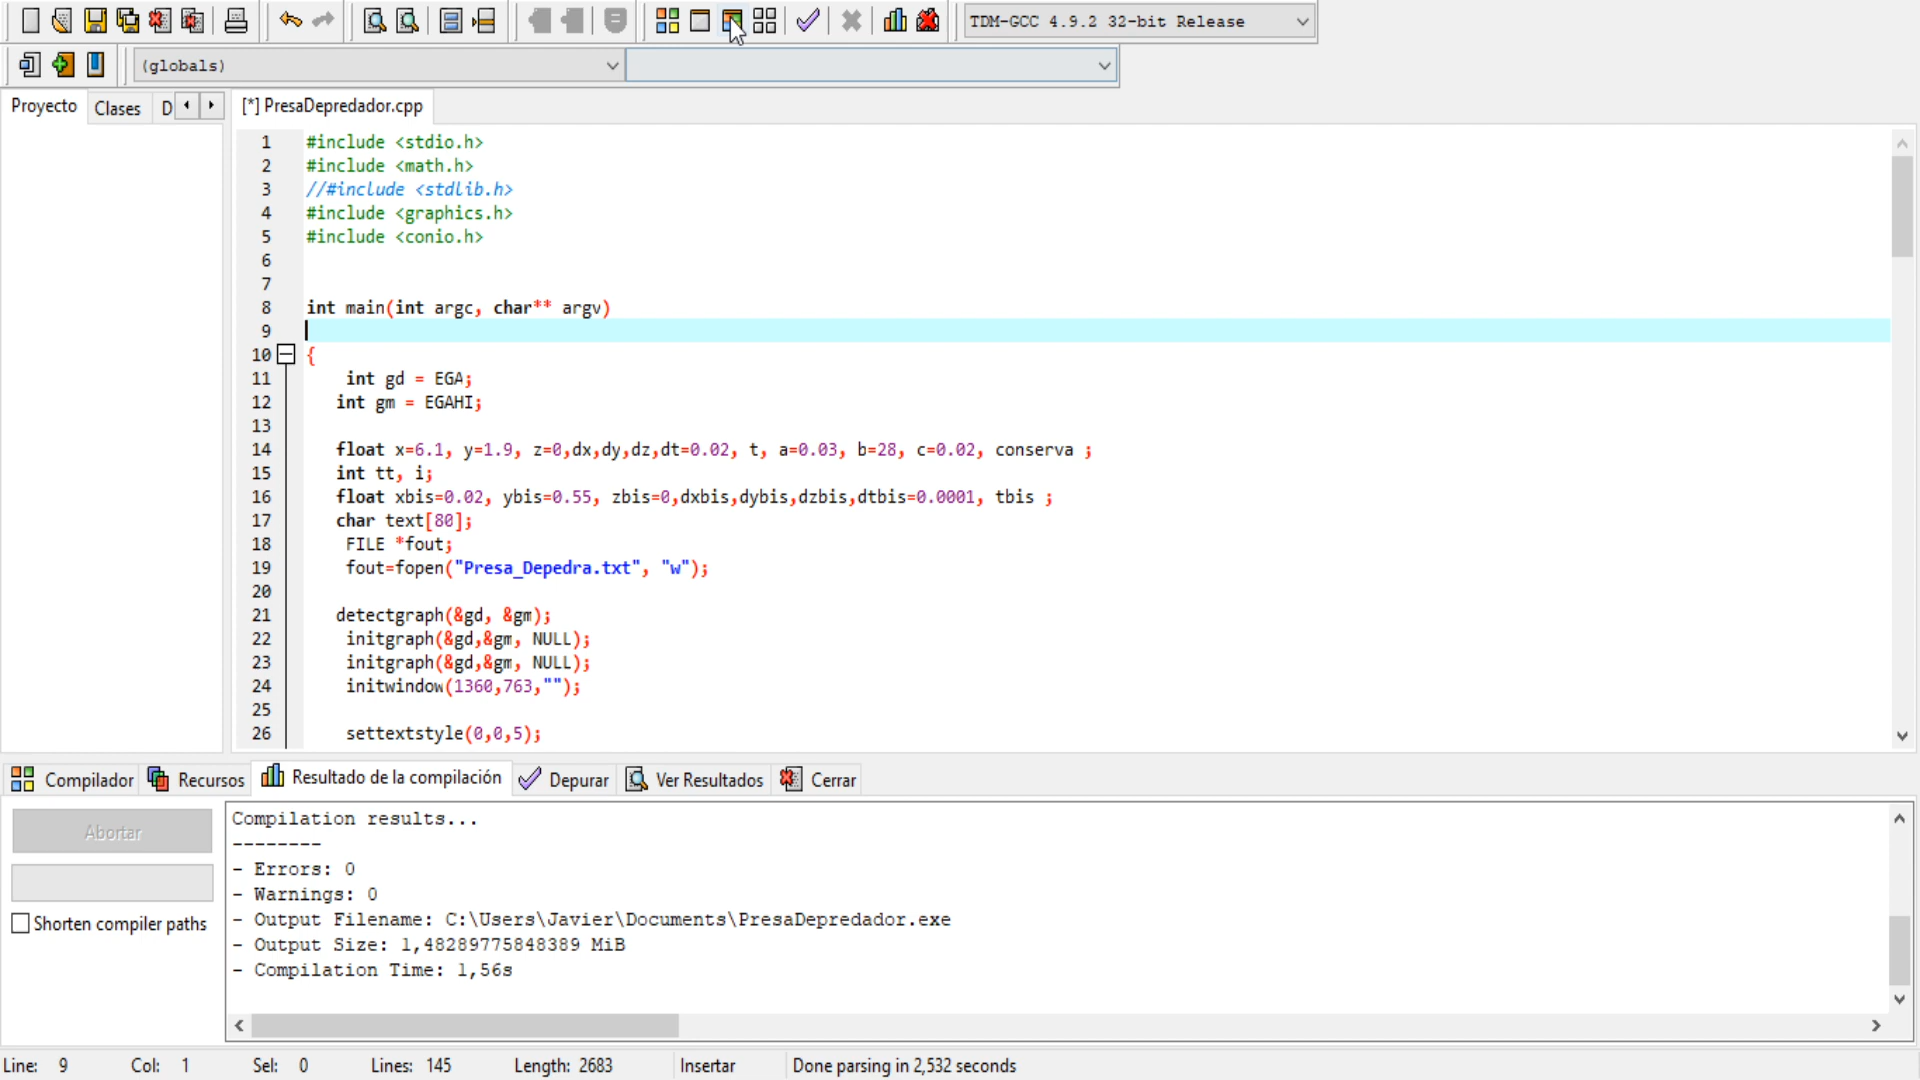 TDM-GCC 4.9.2 32-bit Release
(globals)
Proyecto Clases D [*] PresaDepredador.cpp
1 #include <stdio.h>
2 #include <math.h>
3 //#include <stdlib.h>
4 #include <graphics.h>
5 #include <conio.h>
6
7
8 int main(int argc, char** argv)
9
10 {
11 int gd = EGA;
12 int gm = EGAHI;
13
14 float x=6.1, y=1.9, z=0,dx,dy,dz,dt=0.02, t, a=0.03, b=28, c=0.02, conserva ;
15 int tt, i;
16 float xbis=0.02, ybis=0.55, zbis=0,dxbis,dybis,dzbis,dtbis=0.0001, tbis ;
17 char text[80];
18 FILE *fout;
19 fout=fopen("Presa_Depedra.txt", "w");
20
21 detectgraph(&gd, &gm);
22 initgraph(&gd,&gm, NULL);
23 initgraph(&gd,&gm, NULL);
24 initwindow(1360,763,"");
25
26 settextstyle(0,0,5);
Compilador Recursos Resultado de la compilación Depurar Ver Resultados Cerrar
Abortar
Shorten compiler paths
Compilation results...
--------
- Errors: 0
- Warnings: 0
- Output Filename: C:\Users\Javier\Documents\PresaDepredador.exe
- Output Size: 1,48289775848389 MiB
- Compilation Time: 1,56s
Line: 9 Col: 1 Sel: 0 Lines: 145 Length: 2683 Insertar Done parsing in 2,532 seconds